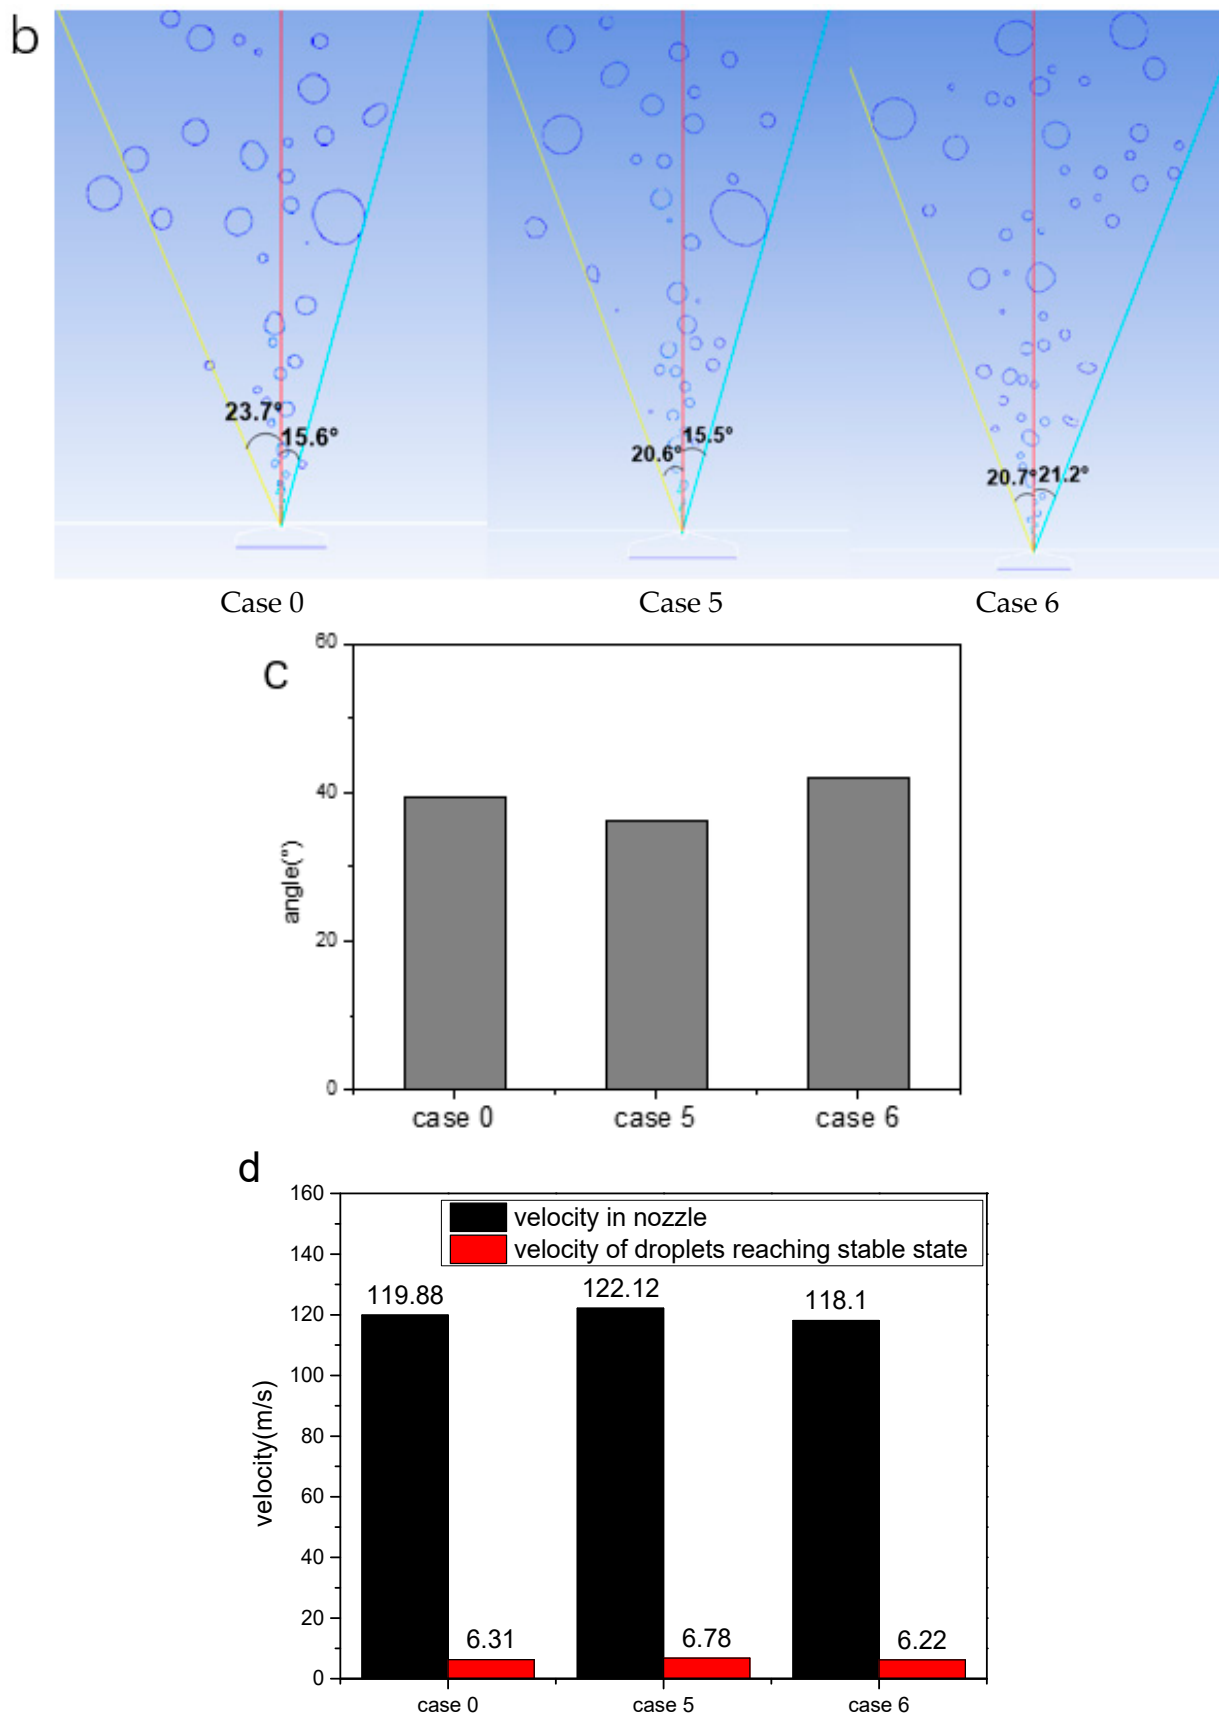 b
23.7°
15.6°
20.6°
15.5°
20.7°
21.2°
Case 0
Case 5
Case 6
c
60
40
20
0
angle(°)
case 0
case 5
case 6
d
160
140
120
100
80
60
40
20
0
velocity(m/s)
velocity in nozzle
velocity of droplets reaching stable state
119.88
122.12
118.1
6.31
6.78
6.22
case 0
case 5
case 6